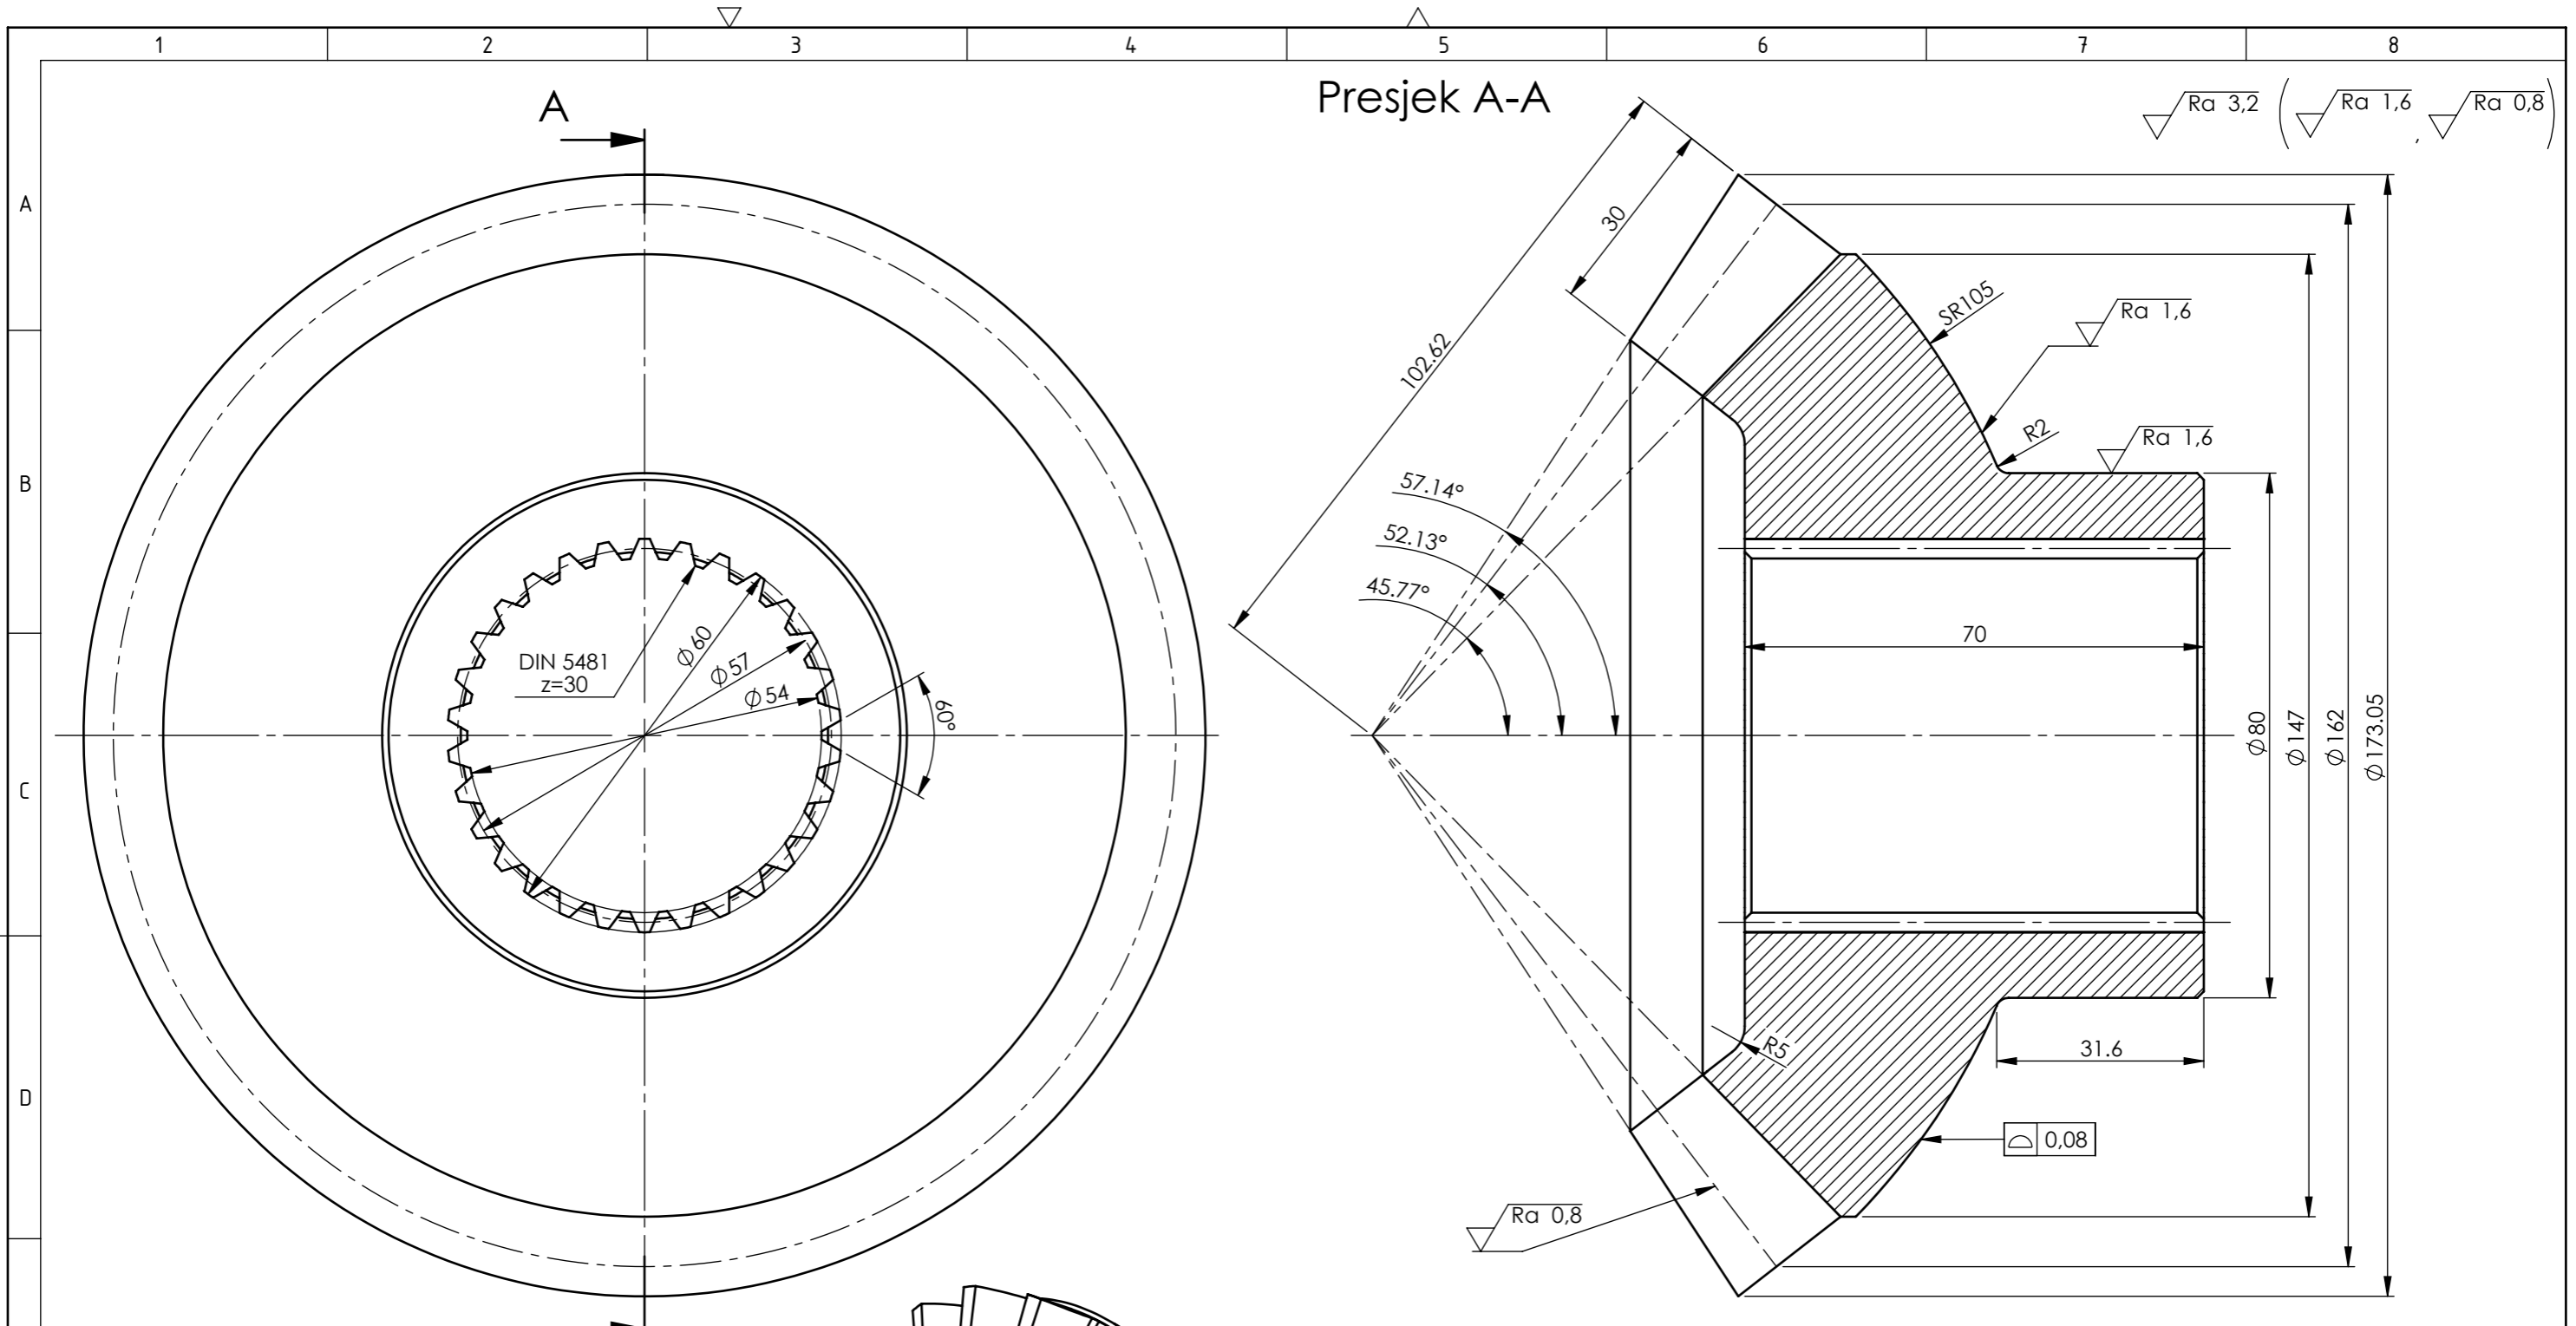 1 2 3 4 5 6 7 8
A
B
C
D
A
Presjek A-A
Ra 3,2 ( Ra 1,6 , Ra 0,8 )
DIN 5481
z=30
Ø60
Ø57
Ø54
60°
102.62
30
57.14°
52.13°
45.77°
SR105
Ra 1,6
R2
Ra 1,6
70
Ø80
Ø147
Ø162
Ø173.05
R5
31.6
0,08
Ra 0,8